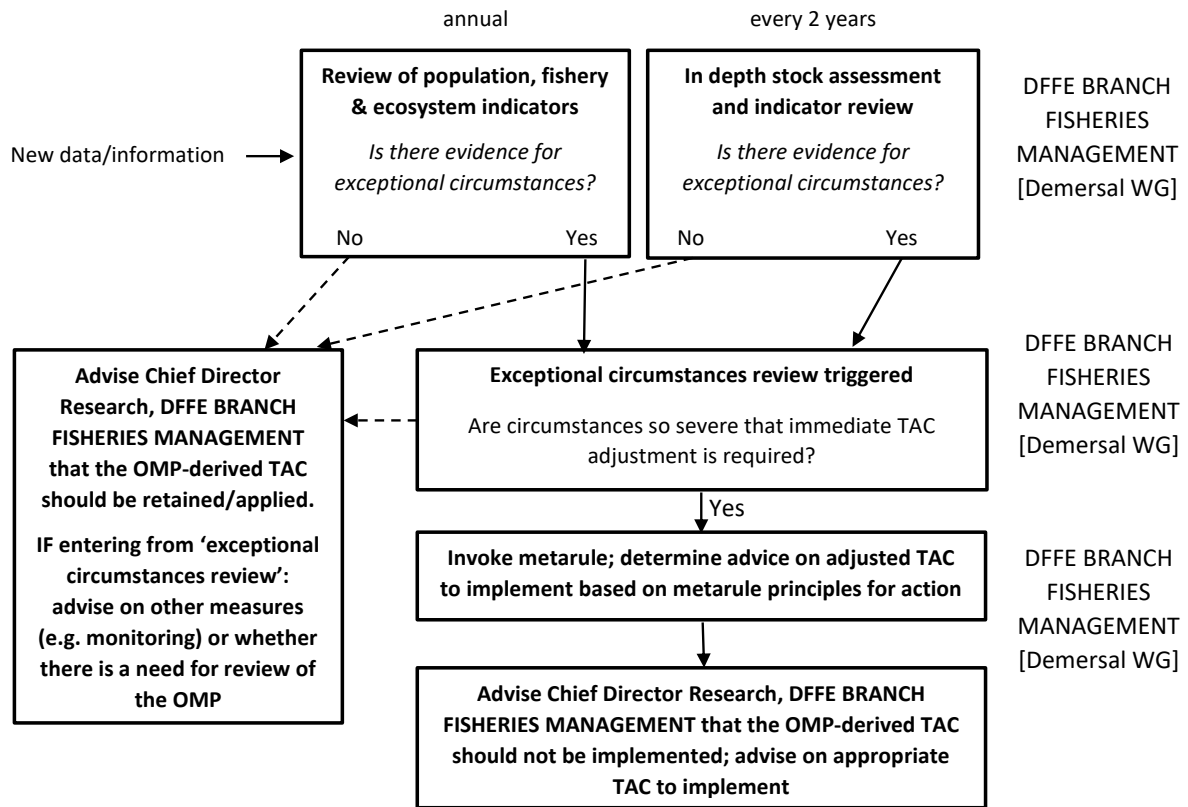 annual
every 2 years
Review of population, fishery
& ecosystem indicators
Is there evidence for
exceptional circumstances?
No
Yes
In depth stock assessment
and indicator review
Is there evidence for
exceptional circumstances?
No
Yes
DFFE BRANCH
FISHERIES
MANAGEMENT
[Demersal WG]
New data/information
Advise Chief Director
Research, DFFE BRANCH
FISHERIES MANAGEMENT
that the OMP-derived TAC
should be retained/applied.
IF entering from ‘exceptional
circumstances review’:
advise on other measures
(e.g. monitoring) or whether
there is a need for review of
the OMP
Exceptional circumstances review triggered
Are circumstances so severe that immediate TAC
adjustment is required?
DFFE BRANCH
FISHERIES
MANAGEMENT
[Demersal WG]
Yes
Invoke metarule; determine advice on adjusted TAC
to implement based on metarule principles for action
DFFE BRANCH
FISHERIES
MANAGEMENT
[Demersal WG]
Advise Chief Director Research, DFFE BRANCH
FISHERIES MANAGEMENT that the OMP-derived TAC
should not be implemented; advise on appropriate
TAC to implement